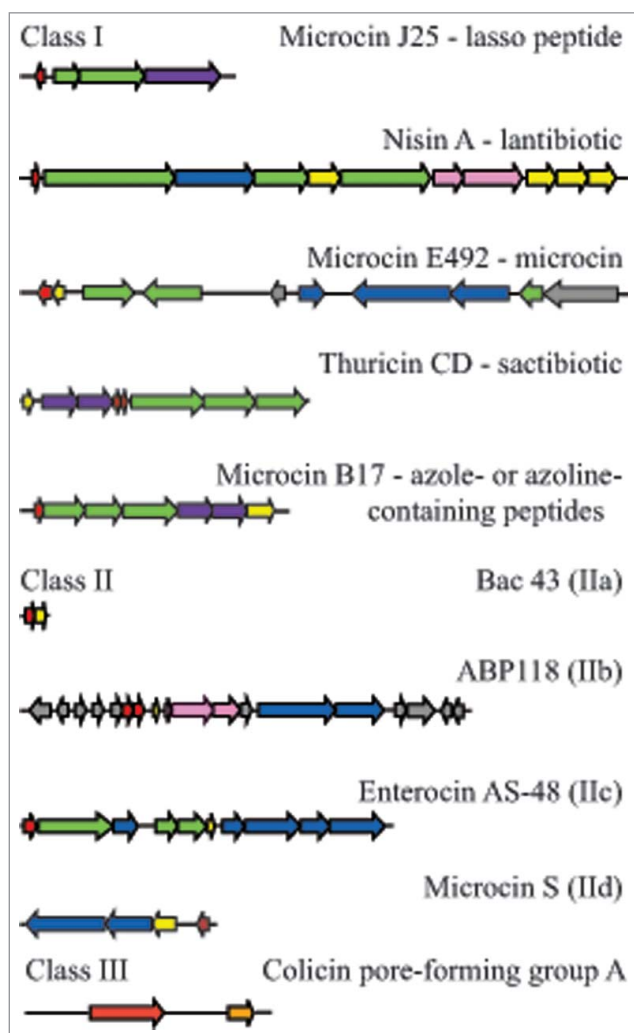 Class I Microcin J25 - lasso peptide
Nisin A - lantibiotic
Microcin E492 - microcin
Thuricin CD - sactibiotic
Microcin B17 - azole- or azoline-
containing peptides
Class II Bac 43 (IIa)
ABP118 (IIb)
Enterocin AS-48 (IIc)
Microcin S (IId)
Class III Colicin pore-forming group A